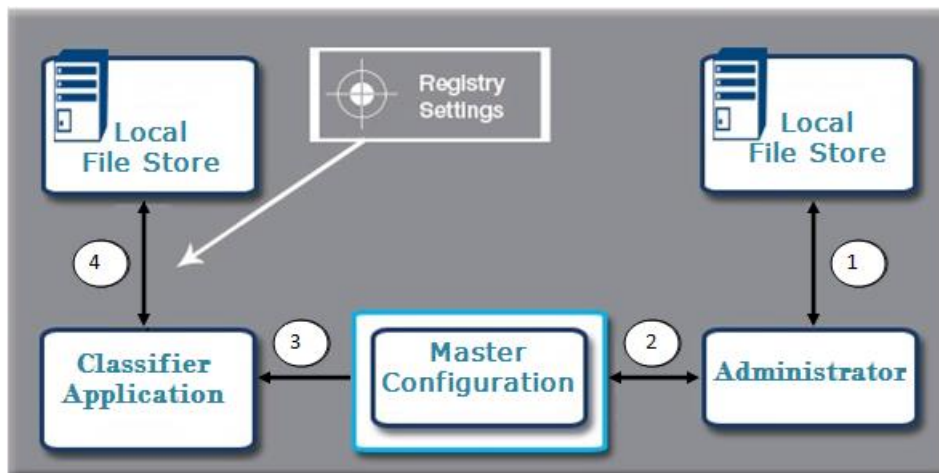 Local
File Store
Registry
Settings
Local
File Store
4
1
Classifier
Application
3
Master
Configuration
2
Administrator